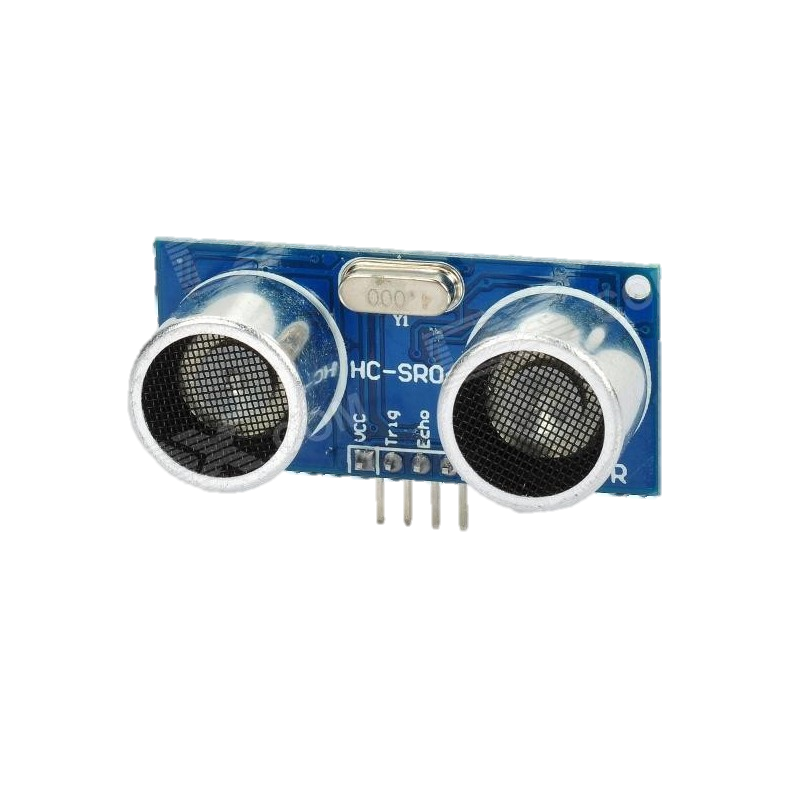 4.000
Y1
HC-SR0
VCC
Trig
Echo
R